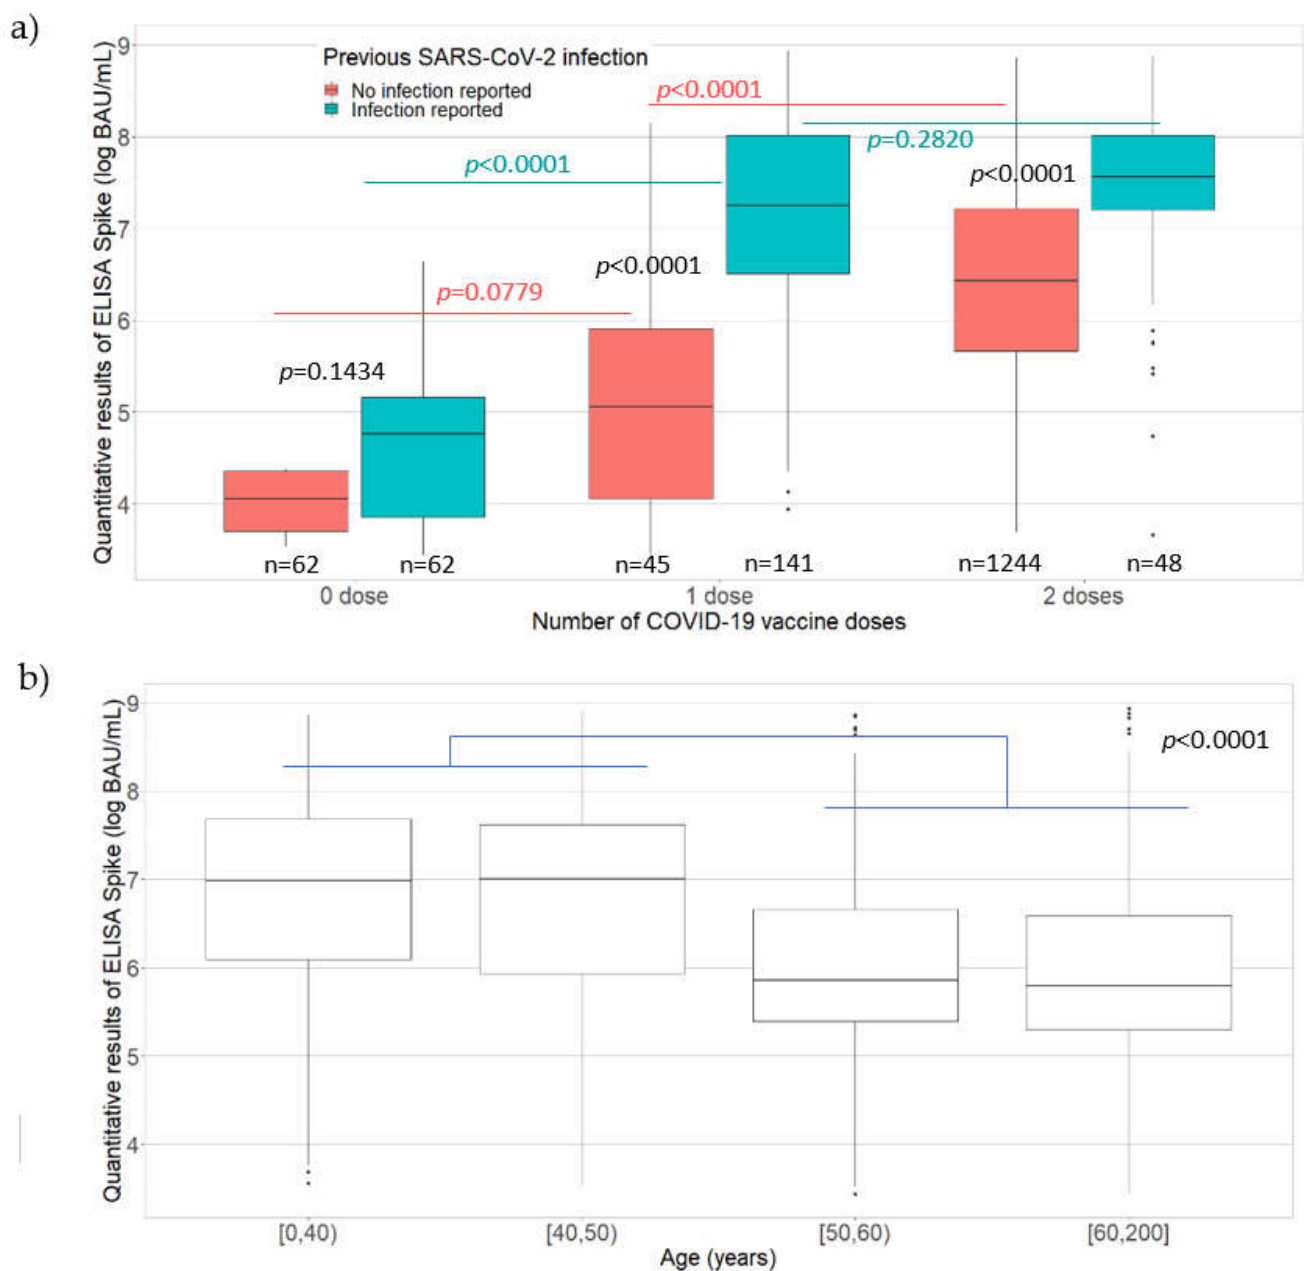 a)
Quantitative results of ELISA Spike (log BAU/mL)
9
8
7
6
5
4
Previous SARS-CoV-2 infection
No infection reported
Infection reported
p<0.0001
p=0.2820
p<0.0001
p<0.0001
p<0.0001
p=0.0779
p=0.1434
n=62
n=62
n=45
n=141
n=1244
n=48
0 dose
1 dose
2 doses
Number of COVID-19 vaccine doses
b)
Quantitative results of ELISA Spike (log BAU/mL)
9
8
7
6
5
4
p<0.0001
[0,40)
[40,50)
[50,60)
[60,200]
Age (years)